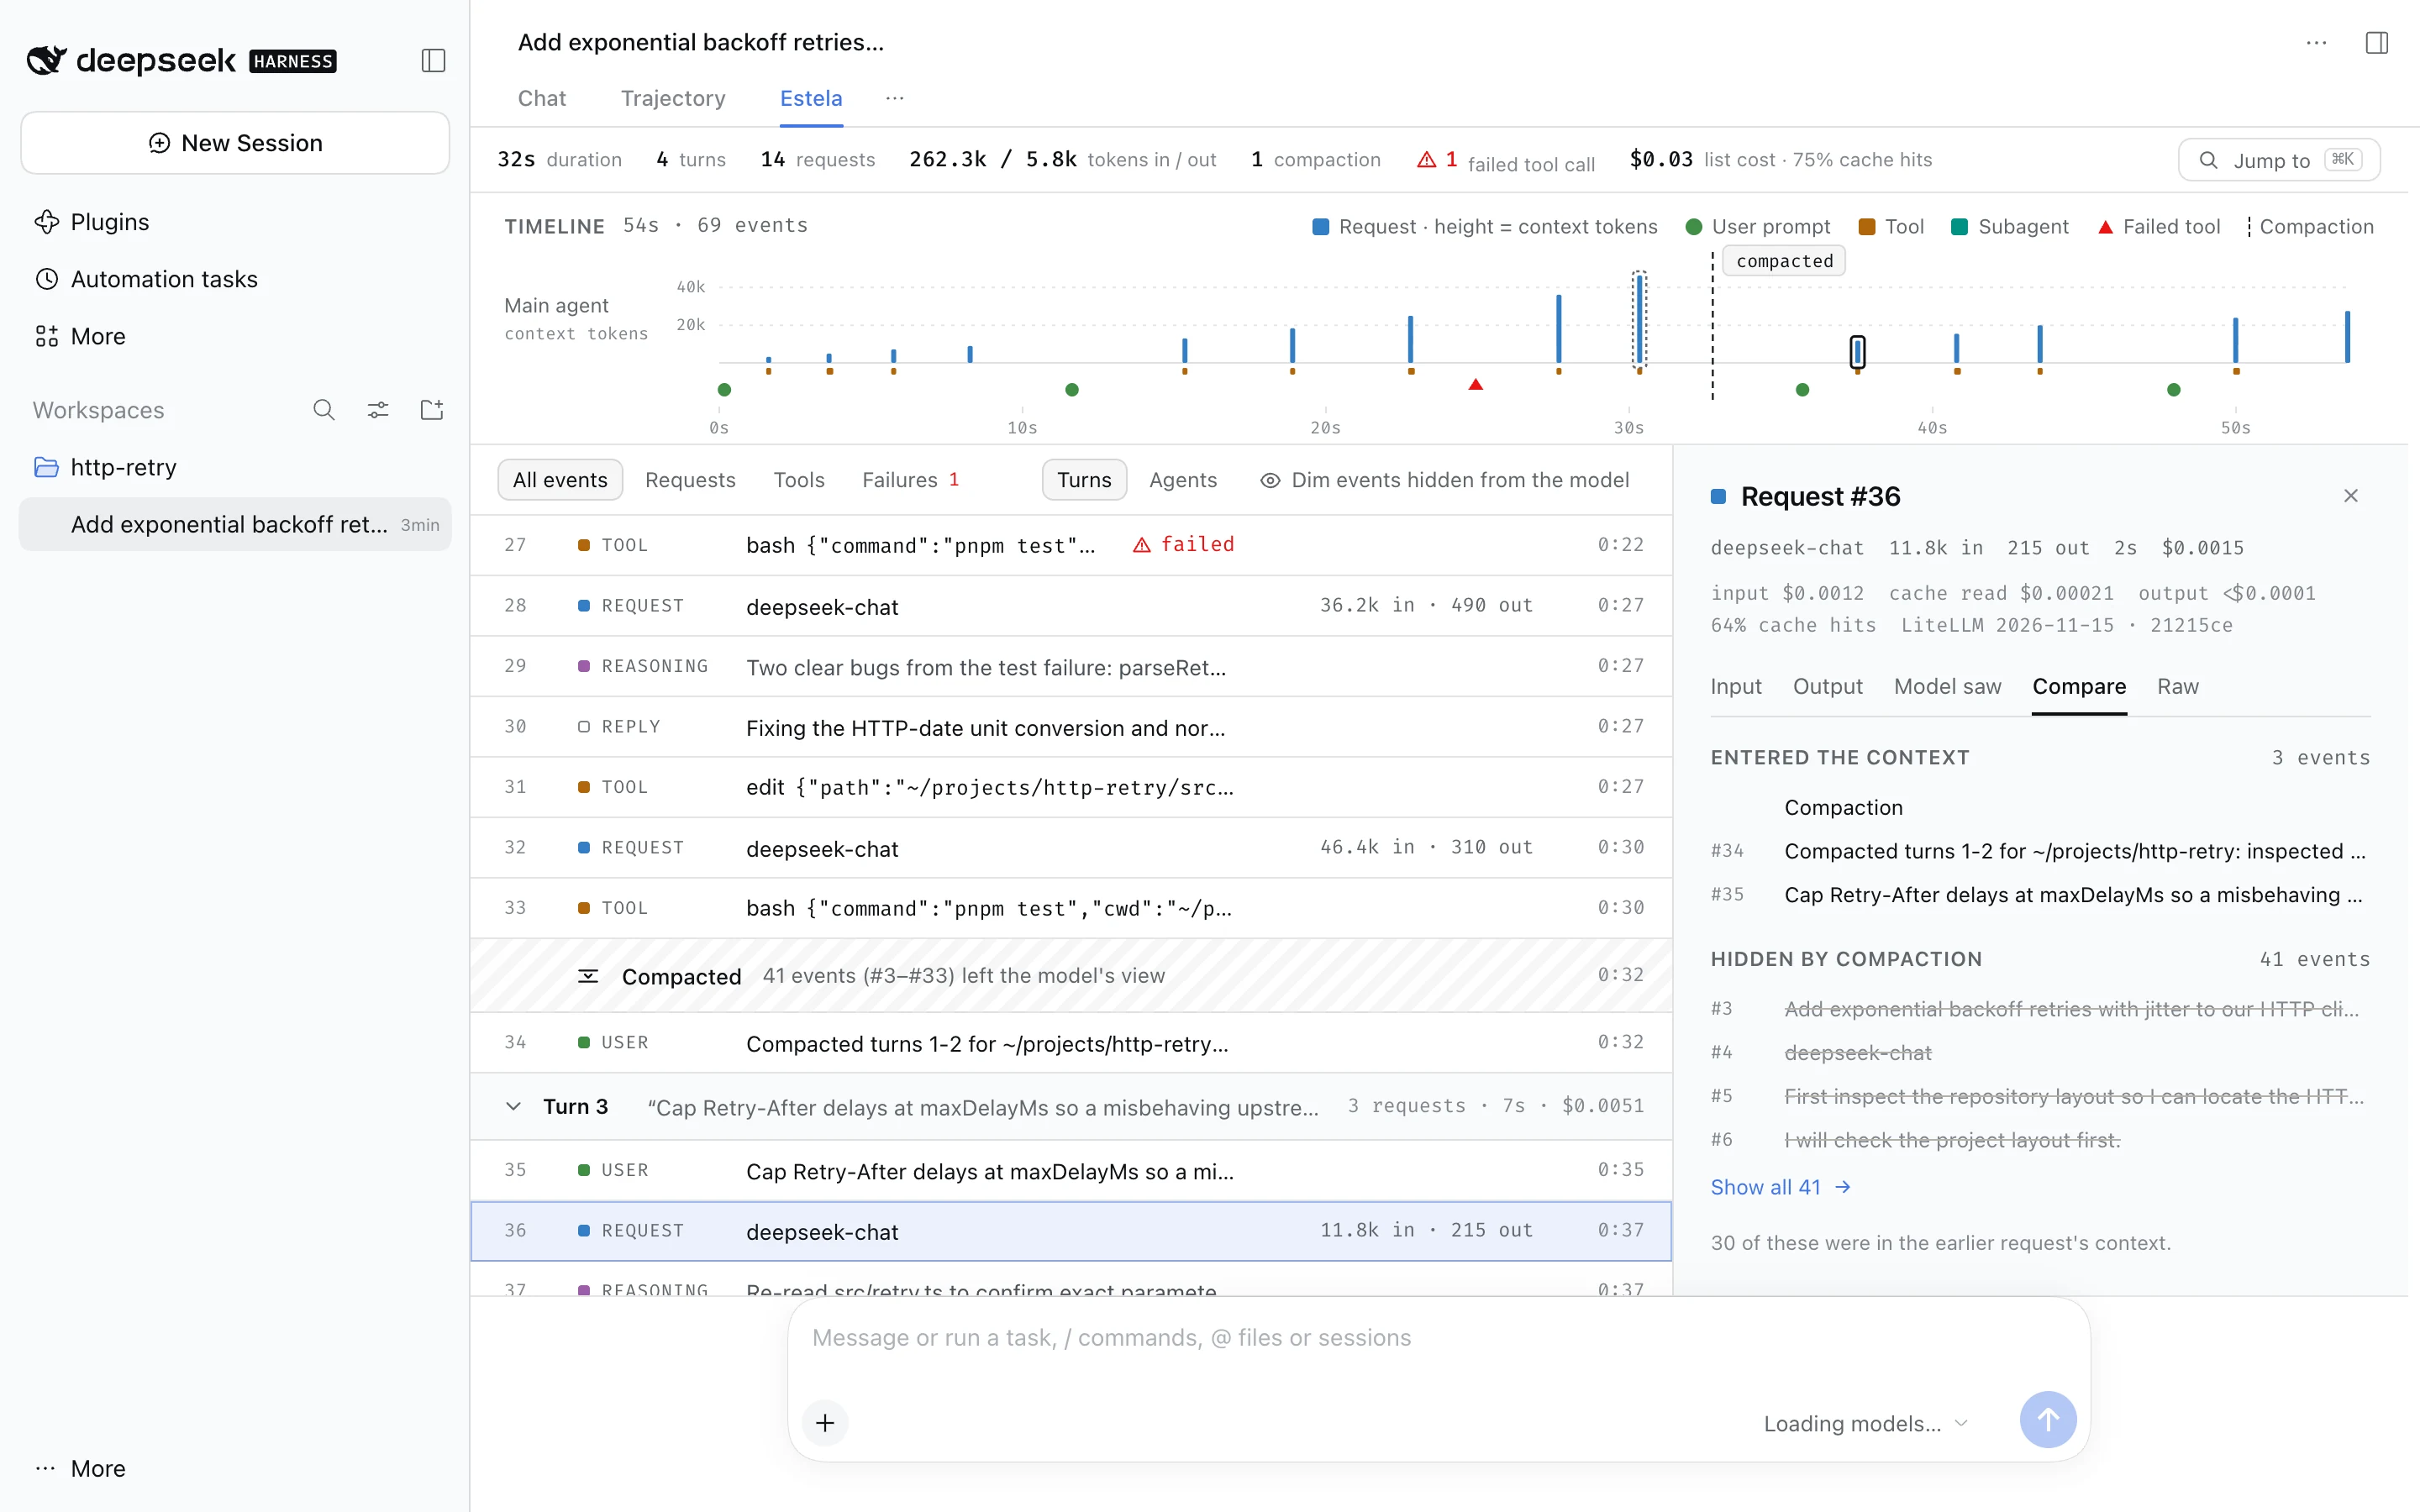 deepseek HARNESS
New Session
Plugins
Automation tasks
More
Workspaces
http-retry
Add exponential backoff ret... 3min
More
Add exponential backoff retries...
Chat Trajectory Estela
32s duration 4 turns 14 requests 262.3k / 5.8k tokens in / out 1 compaction 1 failed tool call $0.03 list cost · 75% cache hits Jump to ⌘K
TIMELINE 54s · 69 events Request · height = context tokens User prompt Tool Subagent Failed tool Compaction
compacted
Main agent
context tokens
40k
20k
0s 10s 20s 30s 40s 50s
All events Requests Tools Failures 1 Turns Agents Dim events hidden from the model
27 TOOL bash {"command":"pnpm test"... failed 0:22
28 REQUEST deepseek-chat 36.2k in · 490 out 0:27
29 REASONING Two clear bugs from the test failure: parseRet... 0:27
30 REPLY Fixing the HTTP-date unit conversion and nor... 0:27
31 TOOL edit {"path":"~/projects/http-retry/src... 0:27
32 REQUEST deepseek-chat 46.4k in · 310 out 0:30
33 TOOL bash {"command":"pnpm test","cwd":"~/p... 0:30
Compacted 41 events (#3–#33) left the model's view 0:32
34 USER Compacted turns 1-2 for ~/projects/http-retry... 0:32
Turn 3 “Cap Retry-After delays at maxDelayMs so a misbehaving upstre... 3 requests · 7s · $0.0051
35 USER Cap Retry-After delays at maxDelayMs so a mi... 0:35
36 REQUEST deepseek-chat 11.8k in · 215 out 0:37
37 REASONING Re-read src/retry.ts to confirm exact paramete... 0:37
Request #36
deepseek-chat 11.8k in 215 out 2s $0.0015
input $0.0012 cache read $0.00021 output <$0.0001
64% cache hits LiteLLM 2026-11-15 · 21215ce
Input Output Model saw Compare Raw
ENTERED THE CONTEXT 3 events
Compaction
#34 Compacted turns 1-2 for ~/projects/http-retry: inspected ...
#35 Cap Retry-After delays at maxDelayMs so a misbehaving ...
HIDDEN BY COMPACTION 41 events
#3 Add exponential backoff retries with jitter to our HTTP cli...
#4 deepseek-chat
#5 First inspect the repository layout so I can locate the HTT...
#6 I will check the project layout first.
Show all 41 →
30 of these were in the earlier request's context.
Message or run a task, / commands, @ files or sessions
Loading models...